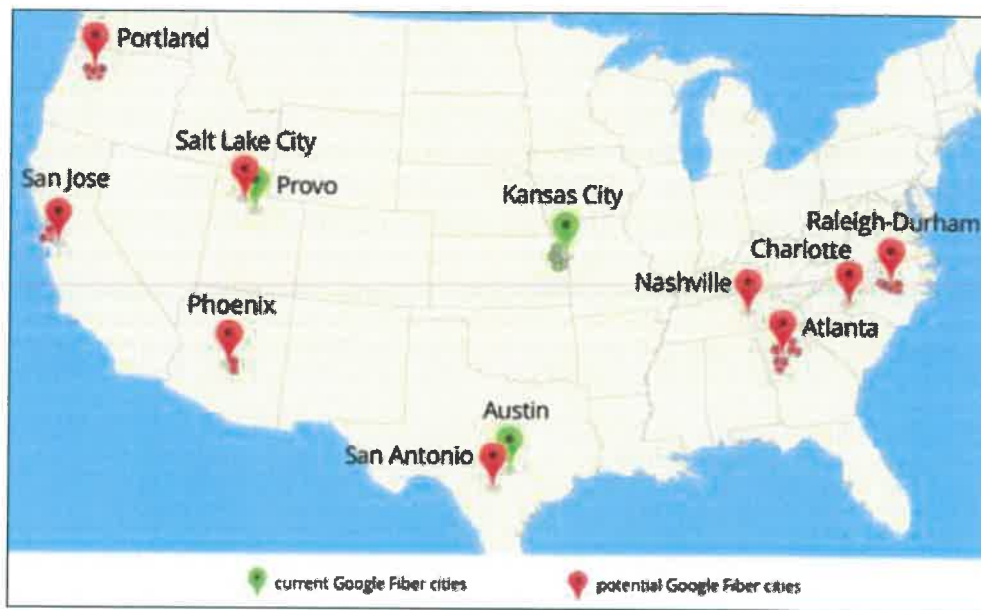 Portland
Salt Lake City
Provo
San Jose
Kansas City
Raleigh-Durham
Charlotte
Nashville
Phoenix
Atlanta
Austin
San Antonio
current Google Fiber cities
potential Google Fiber cities